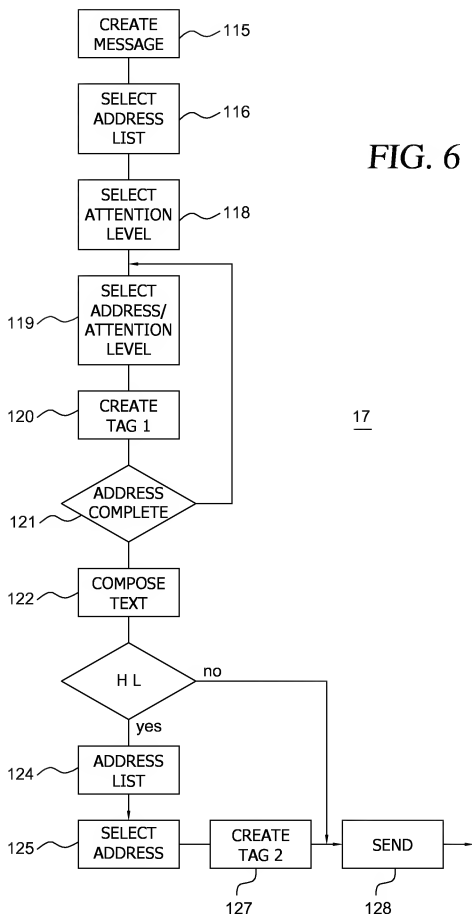 CREATE
MESSAGE
115
SELECT
ADDRESS
LIST
116
FIG. 6
SELECT
ATTENTION
LEVEL
118
SELECT
ADDRESS/
ATTENTION
LEVEL
119
CREATE
TAG 1
120
17
ADDRESS
COMPLETE
121
COMPOSE
TEXT
122
H L
no
yes
ADDRESS
LIST
124
SELECT
ADDRESS
125
CREATE
TAG 2
127
SEND
128